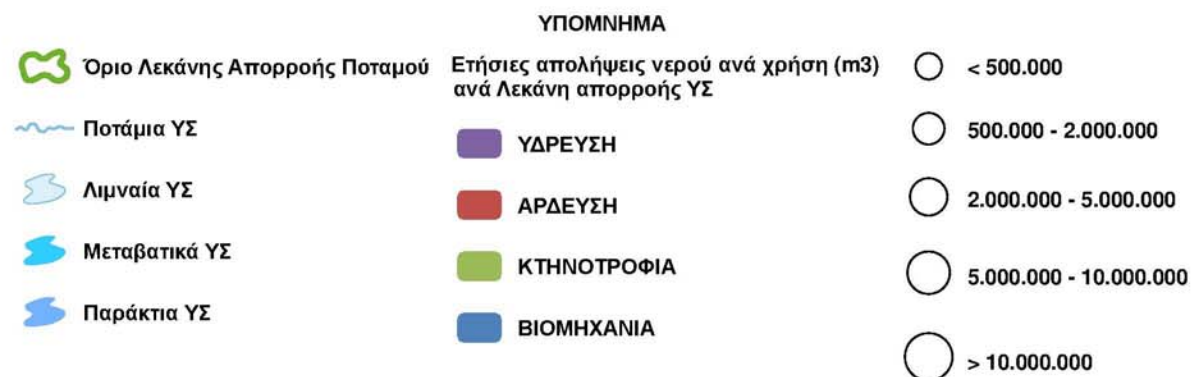 ΥΠΟΜΝΗΜΑ
Όριο Λεκάνης Απορροής Ποταμού
Ποτάμια ΥΣ
Λιμναία ΥΣ
Μεταβατικά ΥΣ
Παράκτια ΥΣ
Ετήσιες απολήψεις νερού ανά χρήση (m3)
ανά Λεκάνη απορροής ΥΣ
ΥΔΡΕΥΣΗ
ΑΡΔΕΥΣΗ
ΚΤΗΝΟΤΡΟΦΙΑ
ΒΙΟΜΗΧΑΝΙΑ
< 500.000
500.000 - 2.000.000
2.000.000 - 5.000.000
5.000.000 - 10.000.000
> 10.000.000